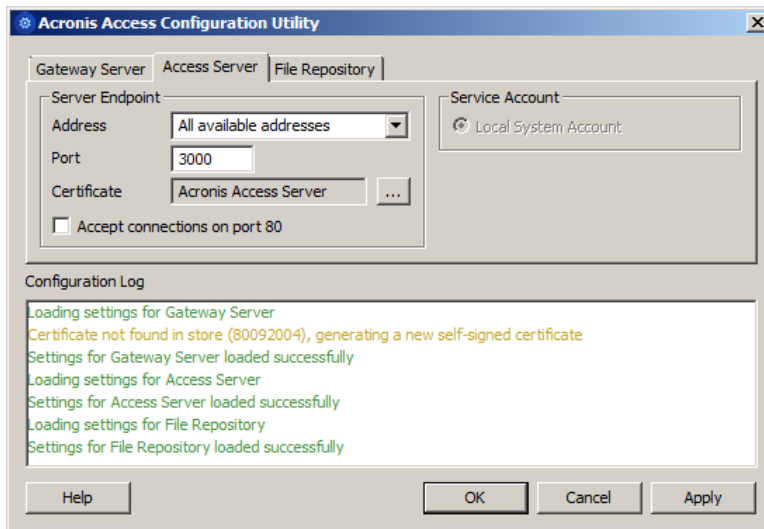 Acronis Access Configuration Utility
Gateway Server Access Server File Repository
Server Endpoint
Address All available addresses
Port 3000
Certificate Acronis Access Server ...
Accept connections on port 80
Service Account
Local System Account
Configuration Log
Loading settings for Gateway Server
Certificate not found in store (80092004), generating a new self-signed certificate
Settings for Gateway Server loaded successfully
Loading settings for Access Server
Settings for Access Server loaded successfully
Loading settings for File Repository
Settings for File Repository loaded successfully
Help OK Cancel Apply